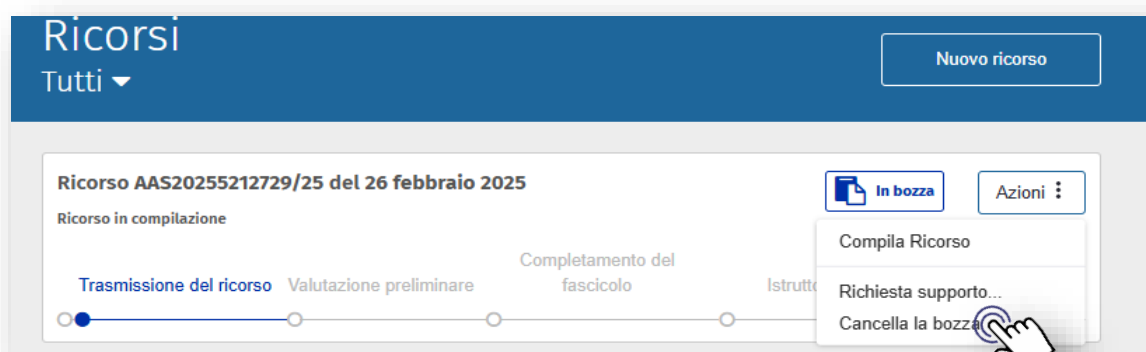 Ricorsi
Tutti
Nuovo ricorso
Ricorso AAS20255212729/25 del 26 febbraio 2025
Ricorso in compilazione
In bozza
Azioni
Compila Ricorso
Richiesta supporto...
Cancella la bozza
Trasmissione del ricorso
Valutazione preliminare
Completamento del
fascicolo